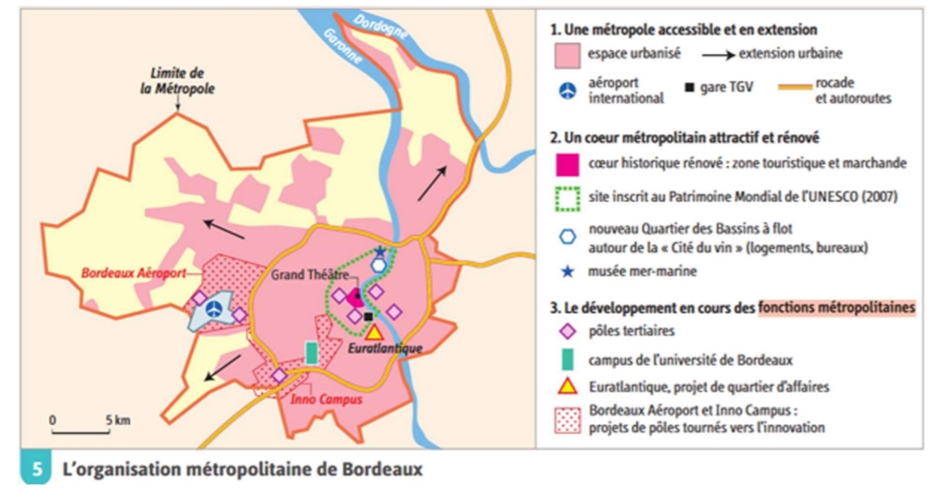 Dordogne
Garonne
Limite de
la Métropole
Bordeaux Aéroport
Grand Théâtre
Euratlantique
Inno Campus
0 5 km
1. Une métropole accessible et en extension
espace urbanisé extension urbaine
aéroport
international
gare TGV
rocade
et autoroutes
2. Un coeur métropolitain attractif et rénové
cœur historique rénové : zone touristique et marchande
site inscrit au Patrimoine Mondial de l'UNESCO (2007)
nouveau Quartier des Bassins à flot
autour de la « Cité du vin » (logements, bureaux)
musée mer-marine
3. Le développement en cours des fonctions métropolitaines
pôles tertiaires
campus de l'université de Bordeaux
Euratlantique, projet de quartier d'affaires
Bordeaux Aéroport et Inno Campus :
projets de pôles tournés vers l'innovation
5 L'organisation métropolitaine de Bordeaux